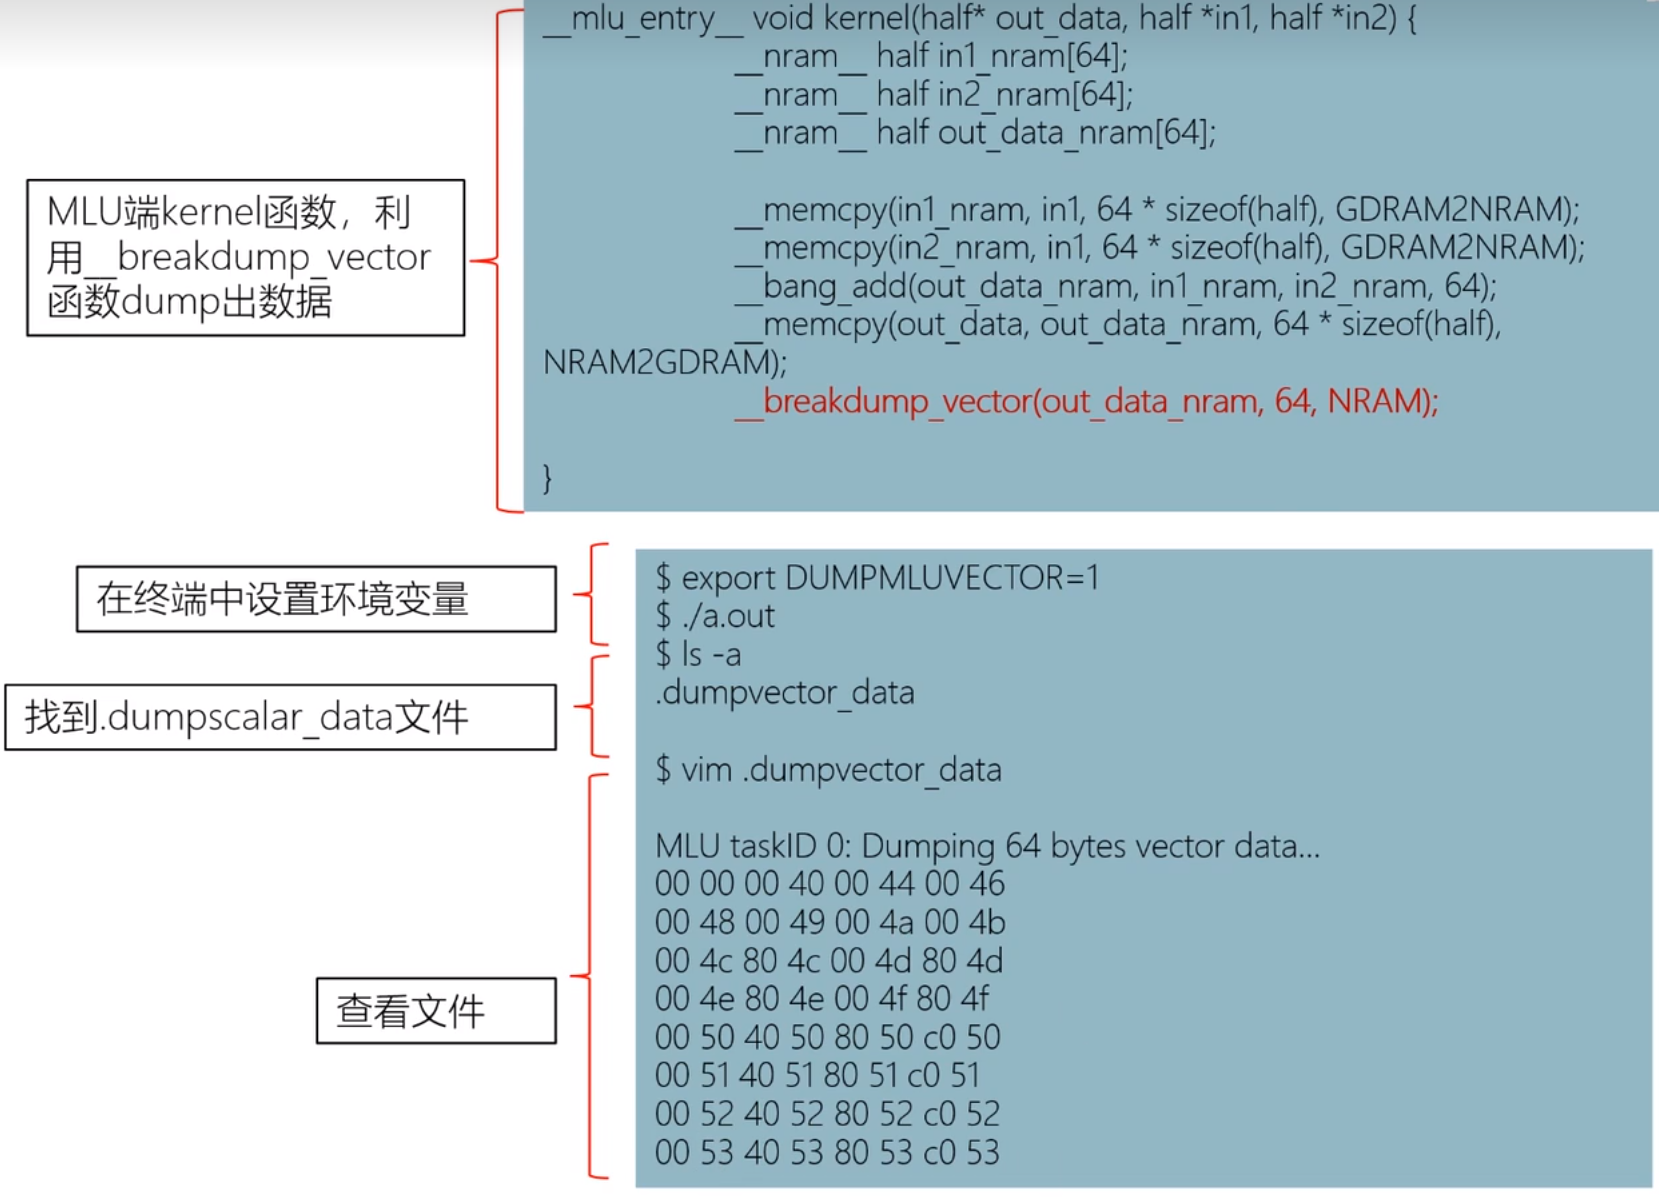 __mlu_entry__ void kernel(half* out_data, half *in1, half *in2) {
__nram__ half in1_nram[64];
__nram__ half in2_nram[64];
__nram__ half out_data_nram[64];
__memcpy(in1_nram, in1, 64 * sizeof(half), GDRAM2NRAM);
__memcpy(in2_nram, in1, 64 * sizeof(half), GDRAM2NRAM);
__bang_add(out_data_nram, in1_nram, in2_nram, 64);
__memcpy(out_data, out_data_nram, 64 * sizeof(half),
NRAM2GDRAM);
__breakdump_vector(out_data_nram, 64, NRAM);
}
MLU端kernel函数，利
用__breakdump_vector
函数dump出数据
在终端中设置环境变量
$ export DUMPMLUVECTOR=1
$ ./a.out
$ ls -a
.dumpvector_data
找到.dumpscalar_data文件
$ vim .dumpvector_data
MLU taskID 0: Dumping 64 bytes vector data...
00 00 00 40 00 44 00 46
00 48 00 49 00 4a 00 4b
00 4c 80 4c 00 4d 80 4d
00 4e 80 4e 00 4f 80 4f
00 50 40 50 80 50 c0 50
00 51 40 51 80 51 c0 51
00 52 40 52 80 52 c0 52
00 53 40 53 80 53 c0 53
查看文件